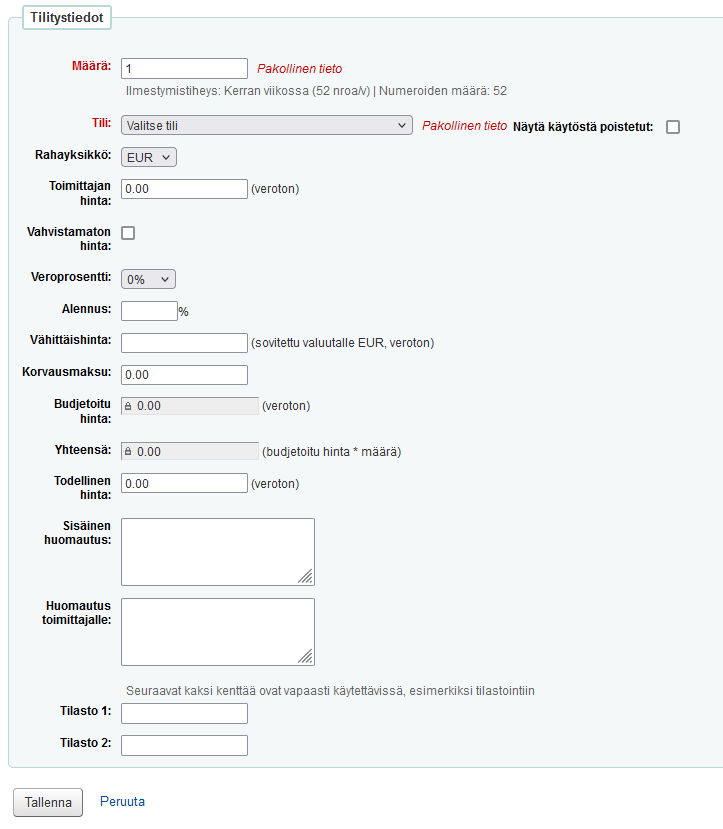 Tilitystiedot
Määrä: 1 Pakollinen tieto
Ilmestymistiheys: Kerran viikossa (52 nroa/v) | Numeroiden määrä: 52
Tili: Valitse tili Pakollinen tieto Näytä käytöstä poistetut:
Rahayksikkö: EUR
Toimittajan
hinta: 0.00 (veroton)
Vahvistamaton
hinta:
Veroprosentti: 0%
Alennus: %
Vähittäishinta: (sovitettu valuutalle EUR, veroton)
Korvausmaksu: 0.00
Budjetoitu
hinta: 0.00 (veroton)
Yhteensä: 0.00 (budjetoitu hinta * määrä)
Todellinen
hinta: 0.00 (veroton)
Sisäinen
huomautus:
Huomautus
toimittajalle:
Seuraavat kaksi kenttää ovat vapaasti käytettävissä, esimerkiksi tilastointiin
Tilasto 1:
Tilasto 2:
Tallenna Peruuta